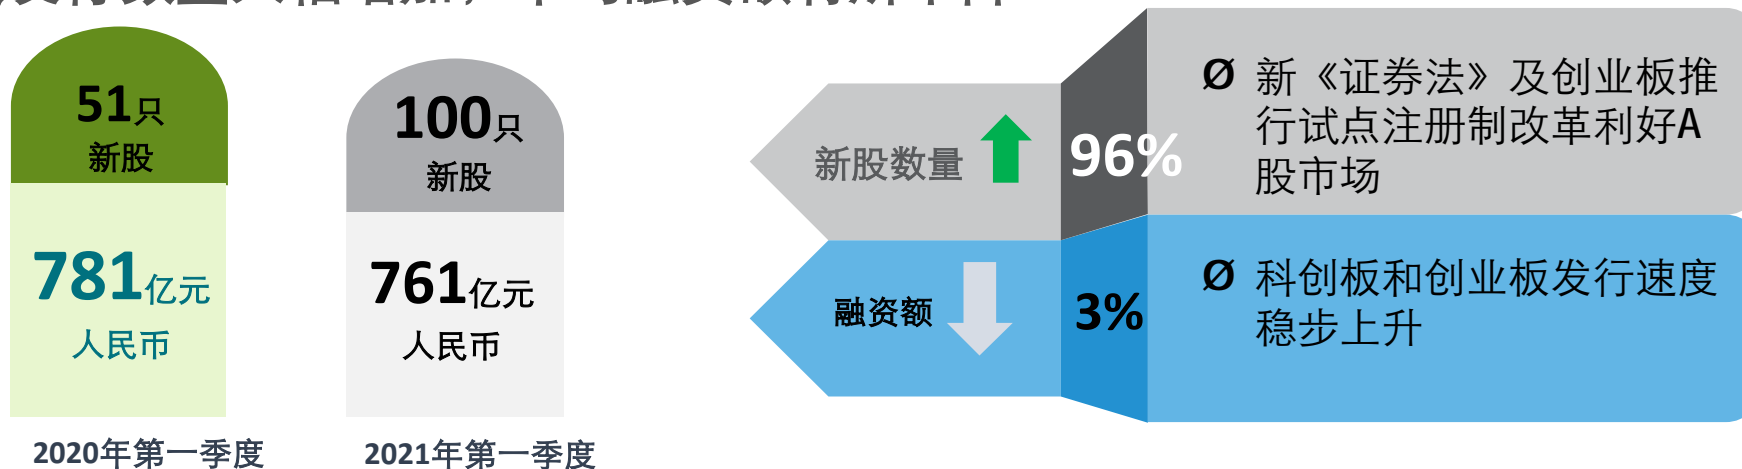 51只
新股
781亿元
人民币
2020年第一季度
100只
新股
761亿元
人民币
2021年第一季度
新股数量
96%
融资额
3%
Ø 新《证券法》及创业板推
行试点注册制改革利好A
股市场
Ø 科创板和创业板发行速度
稳步上升